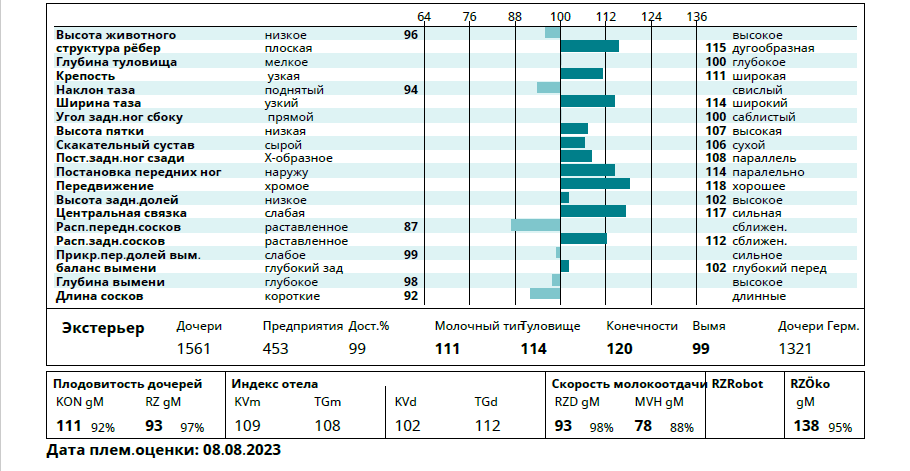 64 76 88 100 112 124 136
Высота животного низкое 96 высокое
структура рёбер плоская 115 дугообразная
Глубина туловища мелкое 100 глубокое
Крепость узкая 111 широкая
Наклон таза поднятый 94 свислый
Ширина таза узкий 114 широкий
Угол задн.ног сбоку прямой 100 саблистый
Высота пятки низкая 107 высокая
Скакательный сустав сырой 106 сухой
Пост.задн.ног сзади X-образное 108 параллель
Постановка передних ног наружу 114 паралельно
Передвижение хромое 118 хорошее
Высота задн.долей низкое 102 высокое
Центральная связка слабая 117 сильная
Расп.передн.сосков раставленное 87 сближен.
Расп.задн.сосков раставленное 112 сближен.
Прикр.пер.долей вым. слабое 99 сильное
баланс вымени глубокий зад 102 глубокий перед
Глубина вымени глубокое 98 высокое
Длина сосков короткие 92 длинные
Экстерьер Дочери Предприятия Дост.% Молочный тип Туловище Конечности Вымя Дочери Герм.
1561 453 99 111 114 120 99 1321
Плодовитость дочерей Индекс отела Скорость молокоотдачи RZRobot RZÖko
KON gM RZ gM KVm TGm KVd TGd RZD gM MVH gM gM
111 92% 93 97% 109 108 102 112 93 98% 78 88% 138 95%
Дата плем.оценки: 08.08.2023